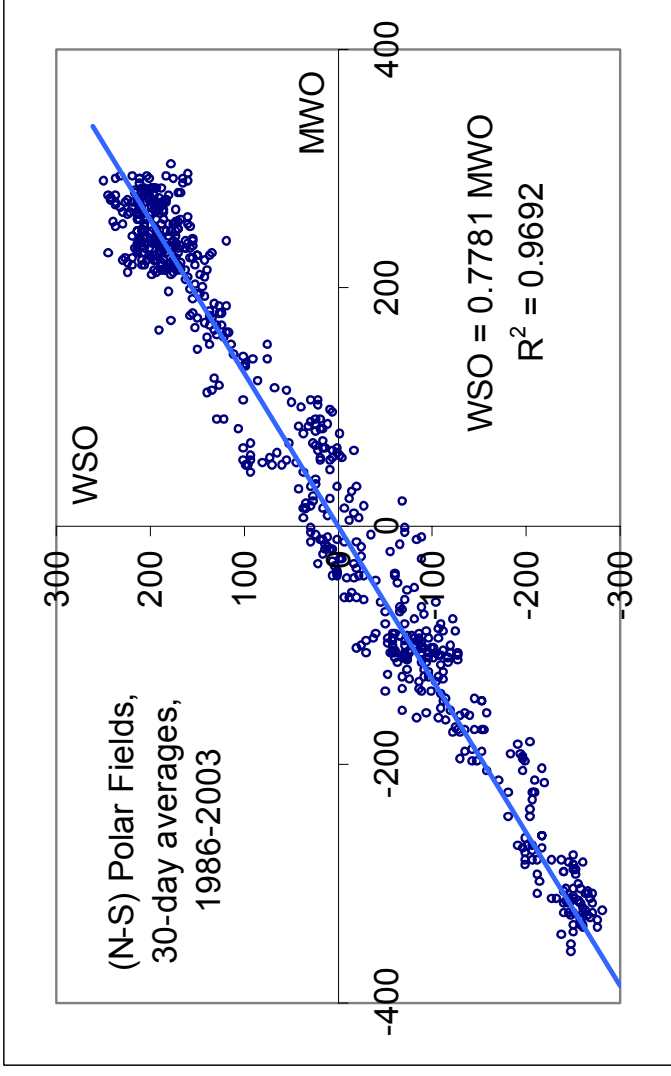 (N-S) Polar Fields,
30-day averages,
1986-2003
WSO
MWO
WSO = 0.7781 MWO
R² = 0.9692
300
200
100
0
-100
-200
-300
-400
-200
0
200
400